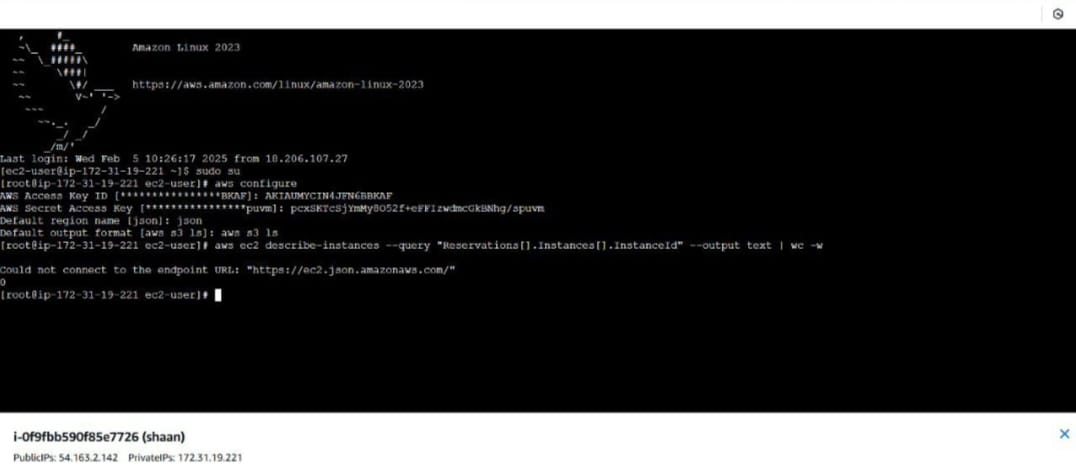 Amazon Linux 2023
https://aws.amazon.com/linux/amazon-linux-2023
Last login: Wed Feb  5 10:26:17 2025 from 18.206.107.27
[ec2-user@ip-172-31-19-221 ~]$ sudo su
[root@ip-172-31-19-221 ec2-user]# aws configure
AWS Access Key ID [****************BKAF]: AKIAUMYCIN4JFN6BBKAF
AWS Secret Access Key [****************puvm]:
Default region name [json]: json
Default output format [aws s3 ls]: aws s3 ls
[root@ip-172-31-19-221 ec2-user]# aws ec2 describe-instances --query "Reservations[].Instances[].InstanceId" --output text | wc -w
Could not connect to the endpoint URL: "https://ec2.json.amazonaws.com/"
0
[root@ip-172-31-19-221 ec2-user]#
i-0f9fbb590f85e7726 (shaan)
PublicIPs: 54.163.2.142 PrivateIPs: 172.31.19.221